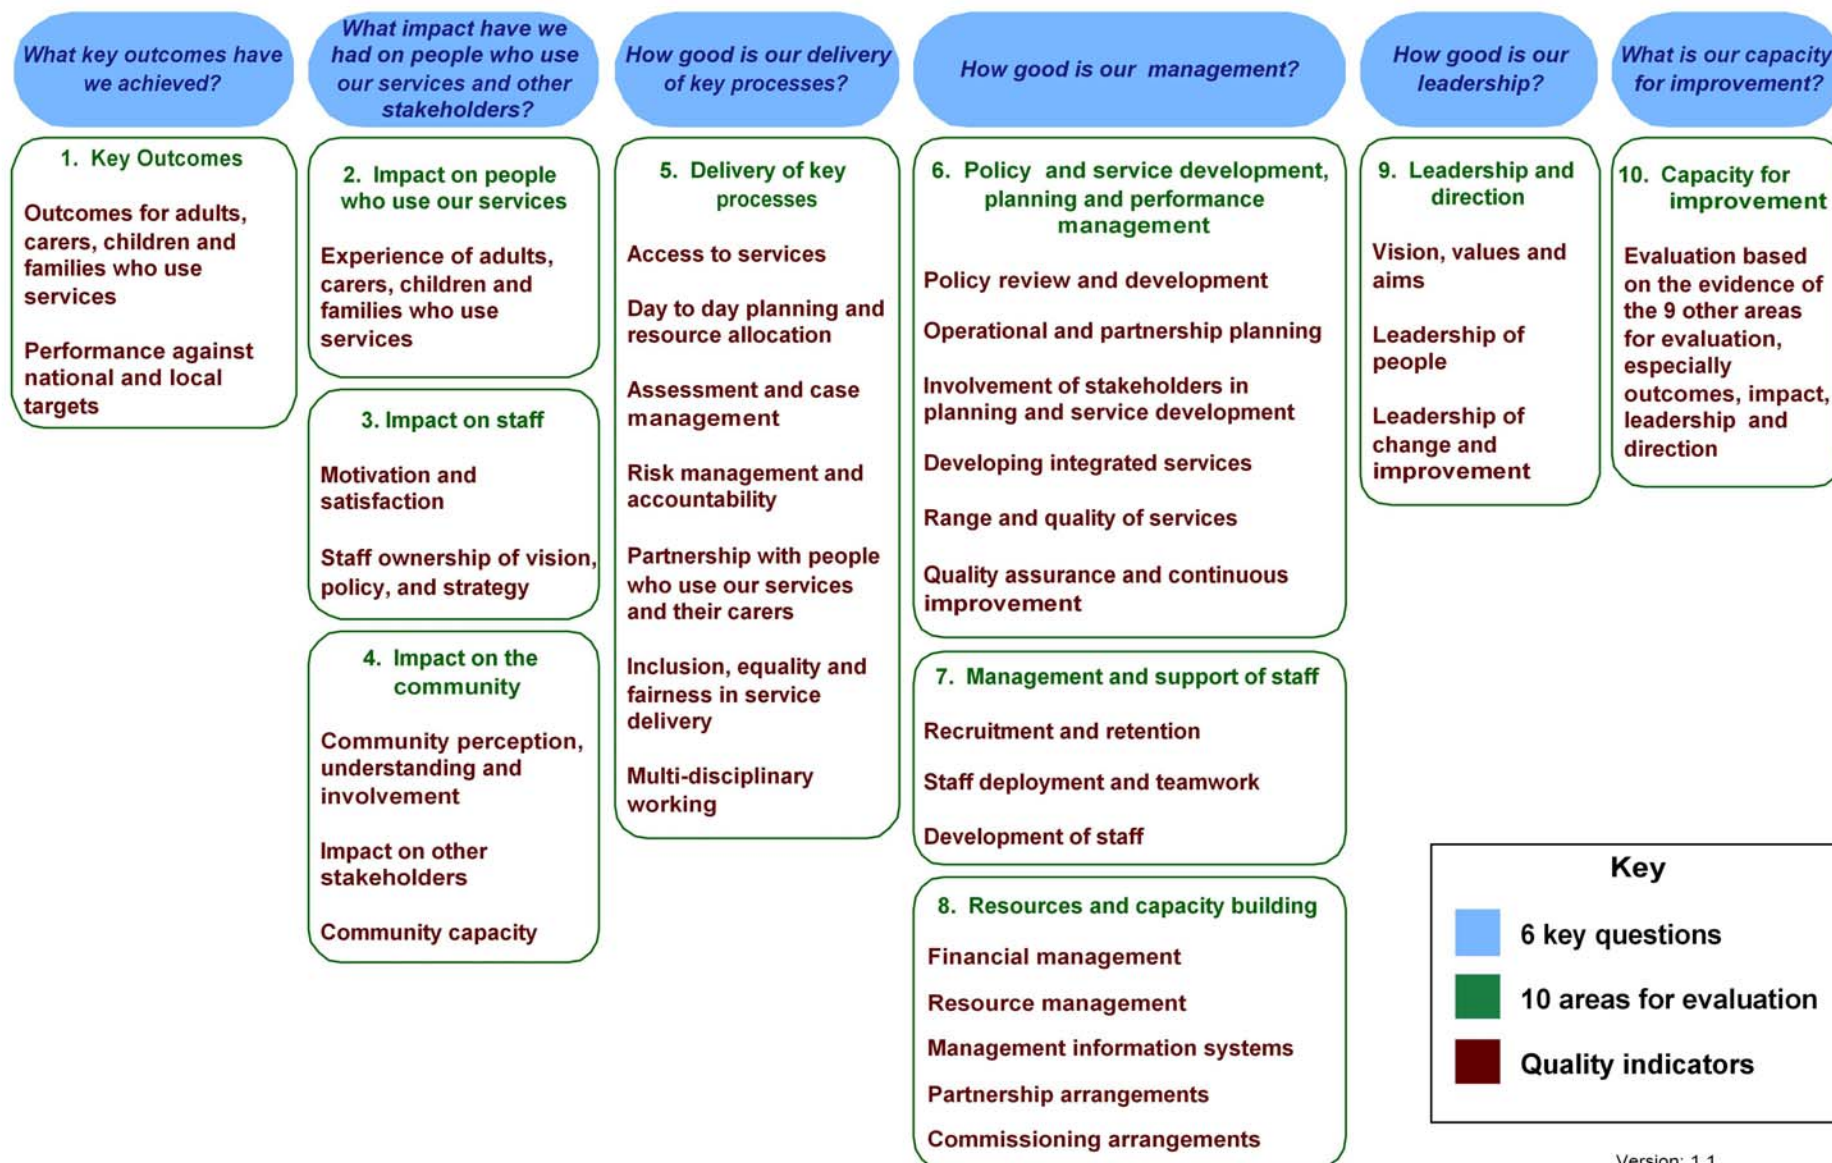 What key outcomes have
we achieved?
What impact have we
had on people who use
our services and other
stakeholders?
How good is our delivery
of key processes?
How good is our management?
How good is our
leadership?
What is our capacity
for improvement?
1. Key Outcomes
Outcomes for adults,
carers, children and
families who use
services
Performance against
national and local
targets
2. Impact on people
who use our services
Experience of adults,
carers, children and
families who use
services
3. Impact on staff
Motivation and
satisfaction
Staff ownership of vision,
policy, and strategy
4. Impact on the
community
Community perception,
understanding and
involvement
Impact on other
stakeholders
Community capacity
5. Delivery of key
processes
Access to services
Day to day planning and
resource allocation
Assessment and case
management
Risk management and
accountability
Partnership with people
who use our services
and their carers
Inclusion, equality and
fairness in service
delivery
Multi-disciplinary
working
6. Policy and service development,
planning and performance
management
Policy review and development
Operational and partnership planning
Involvement of stakeholders in
planning and service development
Developing integrated services
Range and quality of services
Quality assurance and continuous
improvement
7. Management and support of staff
Recruitment and retention
Staff deployment and teamwork
Development of staff
8. Resources and capacity building
Financial management
Resource management
Management information systems
Partnership arrangements
Commissioning arrangements
9. Leadership and
direction
Vision, values and
aims
Leadership of
people
Leadership of
change and
improvement
10. Capacity for
improvement
Evaluation based
on the evidence of
the 9 other areas
for evaluation,
especially
outcomes, impact,
leadership and
direction
Key
6 key questions
10 areas for evaluation
Quality indicators
Version: 1.1